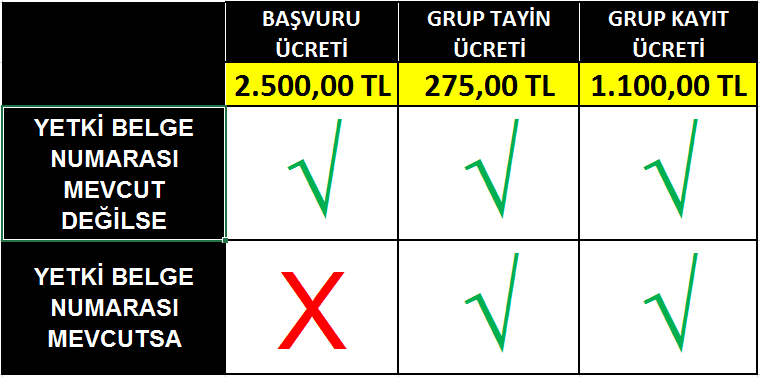 BAŞVURU
ÜCRETİ
GRUP TAYİN
ÜCRETİ
GRUP KAYIT
ÜCRETİ
2.500,00 TL
275,00 TL
1.100,00 TL
YETKİ BELGE
NUMARASI
MEVCUT
DEĞİLSE
√
√
√
YETKİ BELGE
NUMARASI
MEVCUTSA
X
√
√